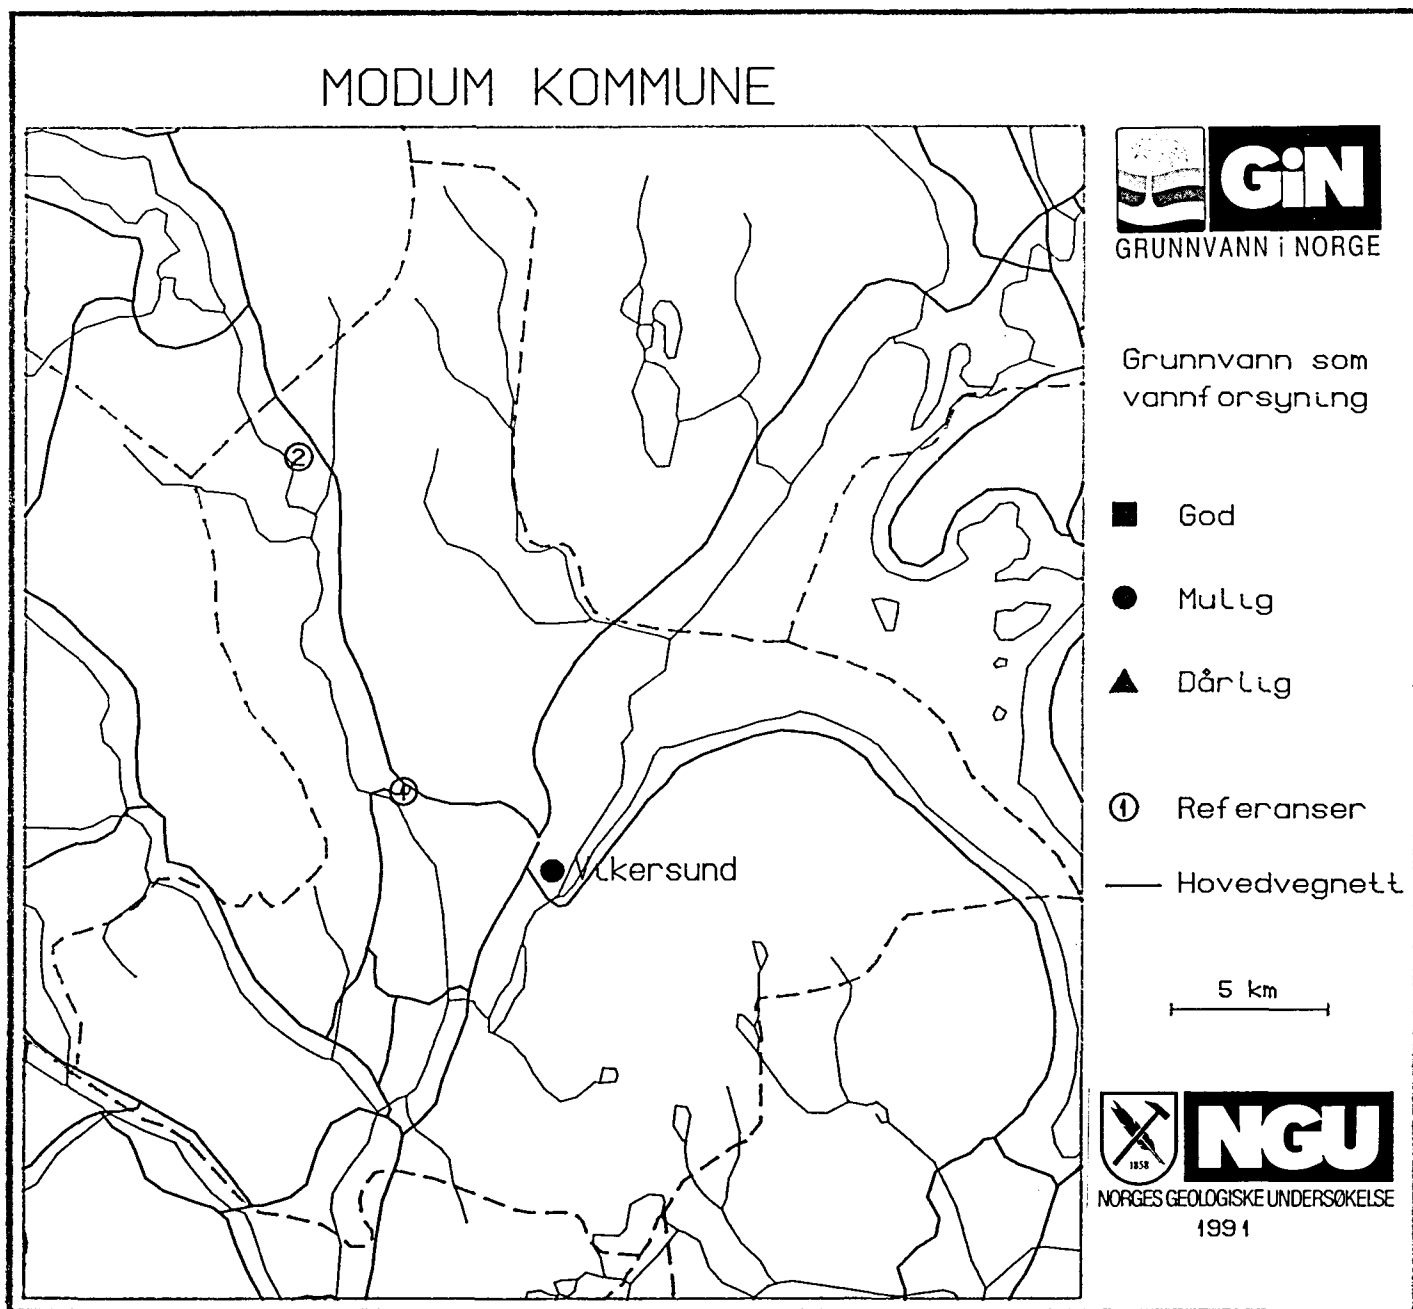 MODUM KOMMUNE
GiN
GRUNNVANN i NORGE
Grunnvann som
vannforsyning
God
Mulig
Dårlig
1 Referanser
Hovedvegnett
5 km
2
Vikersund
1858
NGU
NORGES GEOLOGISKE UNDERSØKELSE
1991